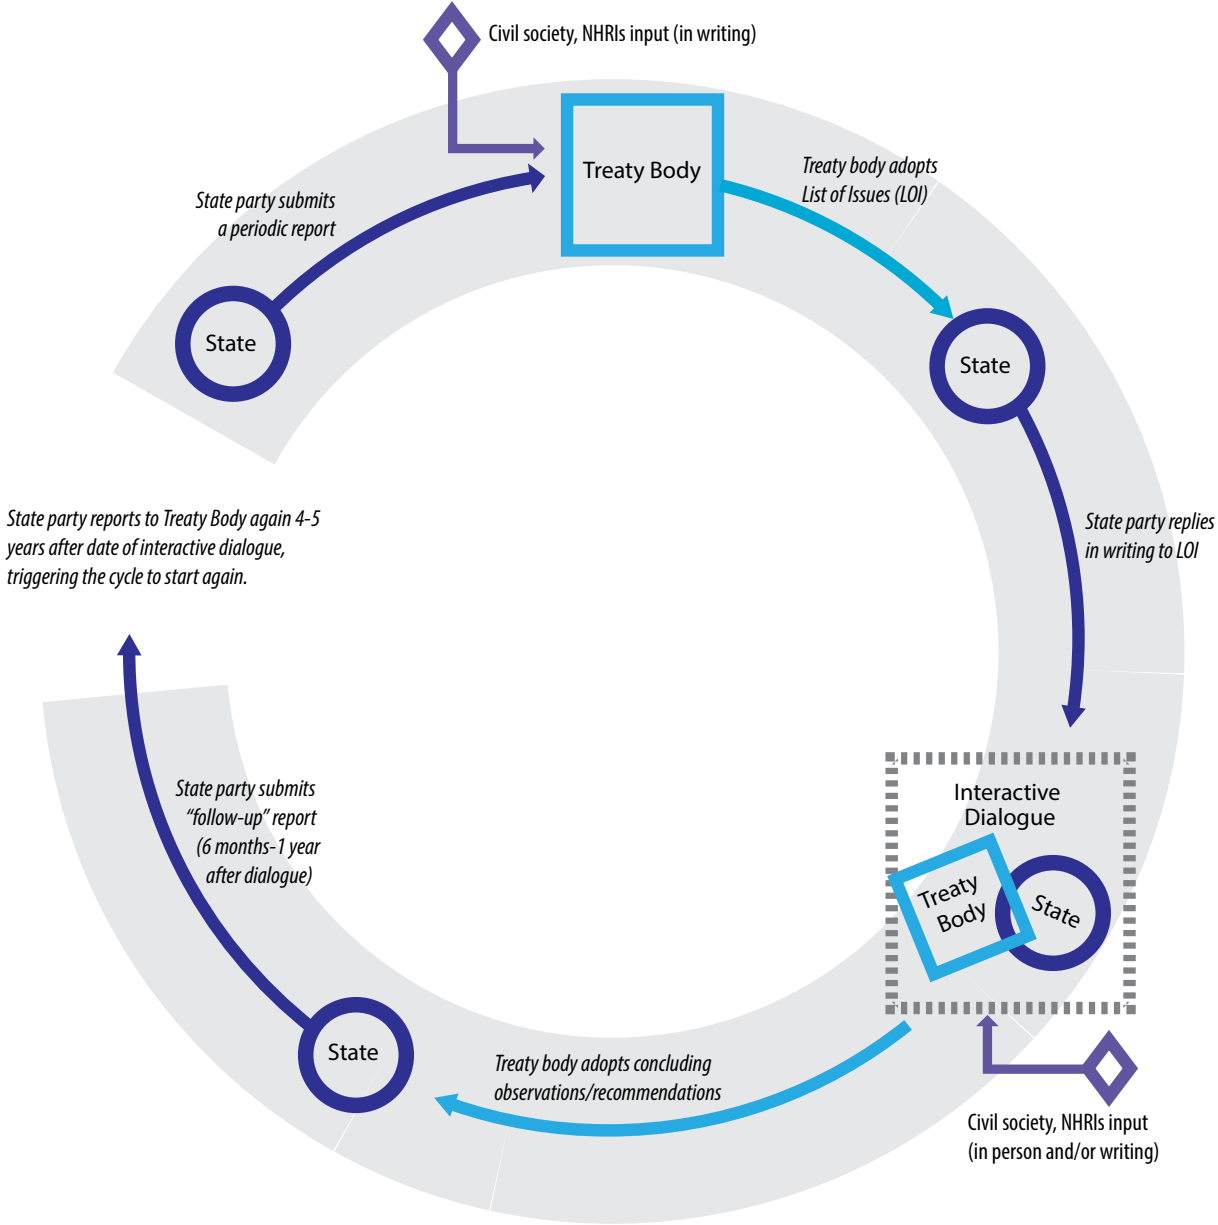 Civil society, NHRIs input (in writing)
Treaty Body
Treaty body adopts
List of Issues (LOI)
State party submits
a periodic report
State
State
State party reports to Treaty Body again 4-5
years after date of interactive dialogue,
triggering the cycle to start again.
State party replies
in writing to LOI
Interactive
Dialogue
Treaty
Body
State
State party submits
“follow-up” report
(6 months-1 year
after dialogue)
State
Treaty body adopts concluding
observations/recommendations
Civil society, NHRIs input
(in person and/or writing)